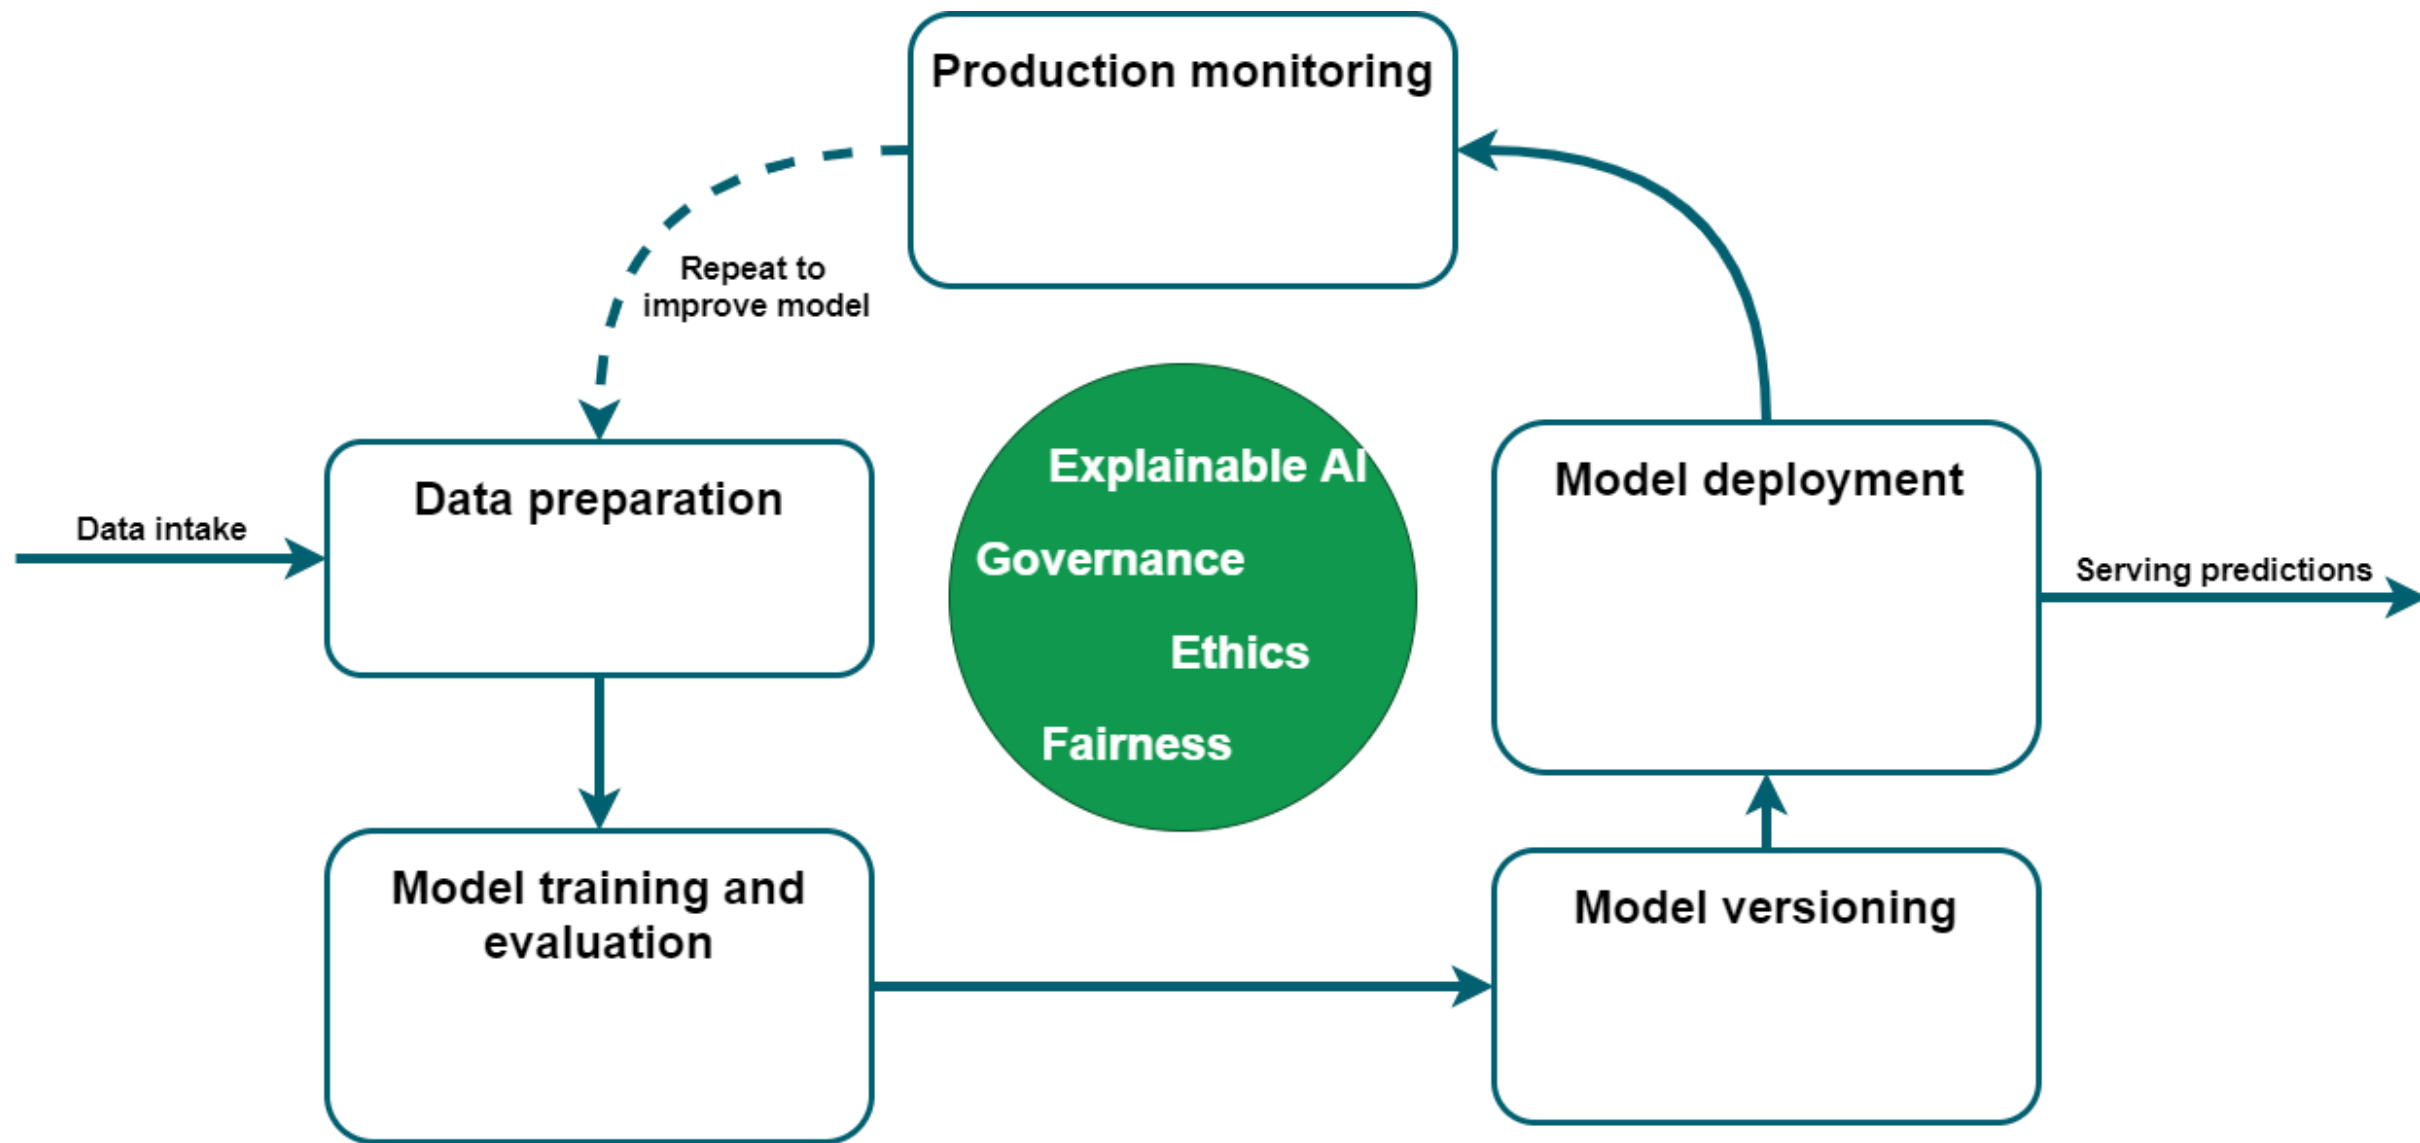 Production monitoring
Repeat to
improve model
Data intake
Data preparation
Explainable AI
Governance
Ethics
Fairness
Model deployment
Serving predictions
Model training and
evaluation
Model versioning